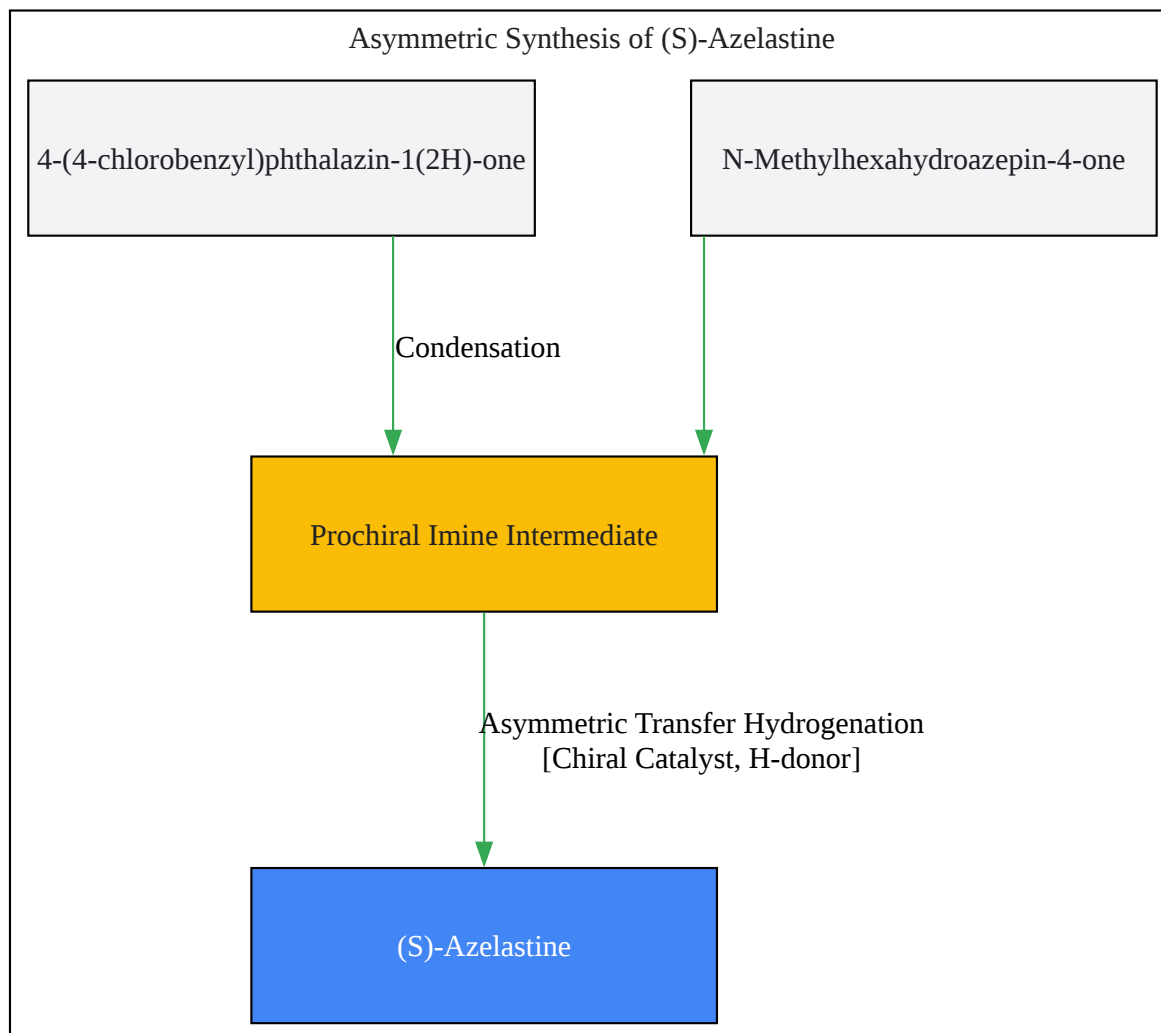 Asymmetric Synthesis of (S)-Azelastine
4-(4-chlorobenzyl)phthalazin-1(2H)-one
N-Methylhexahydroazepin-4-one
Condensation
Prochiral Imine Intermediate
Asymmetric Transfer Hydrogenation
[Chiral Catalyst, H-donor]
(S)-Azelastine